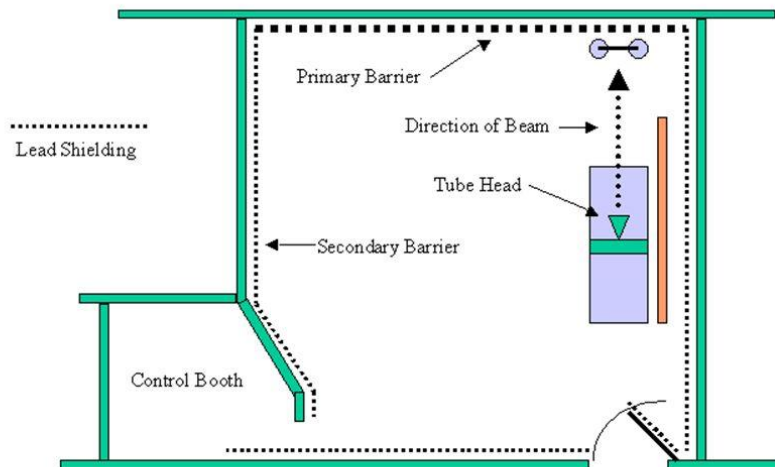 Primary Barrier
Direction of Beam
Lead Shielding
Tube Head
Secondary Barrier
Control Booth